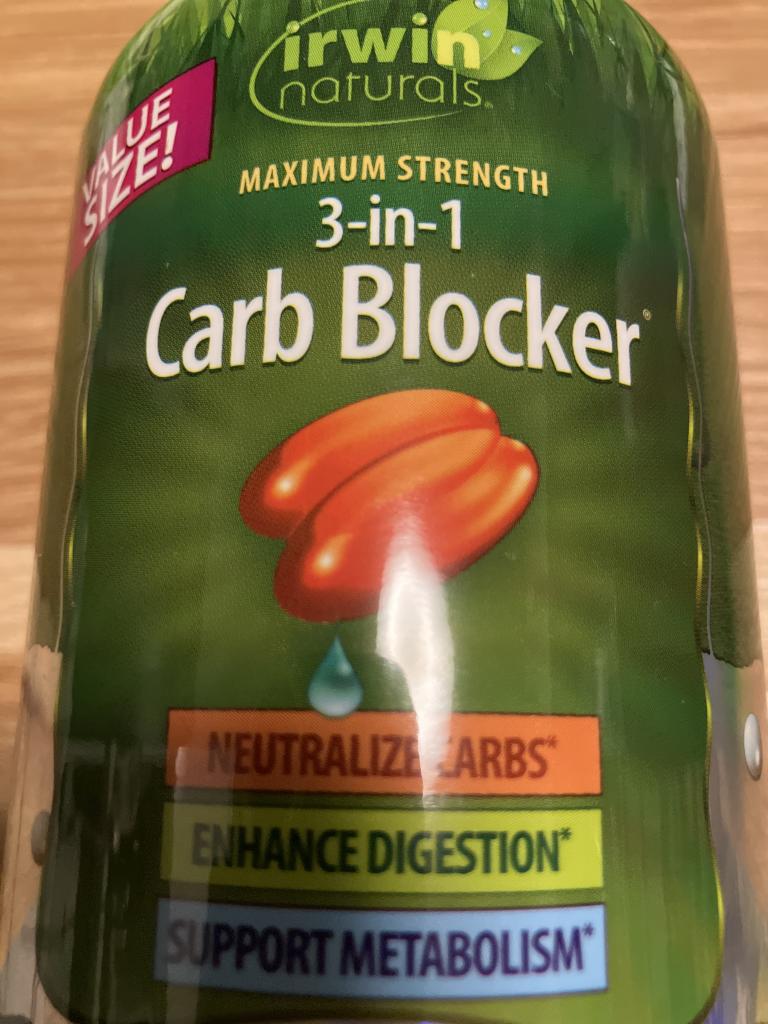 irwin
naturals®
VALUE
SIZE!
MAXIMUM STRENGTH
3-in-1
Carb Blocker®
NEUTRALIZE CARBS*
ENHANCE DIGESTION*
SUPPORT METABOLISM*